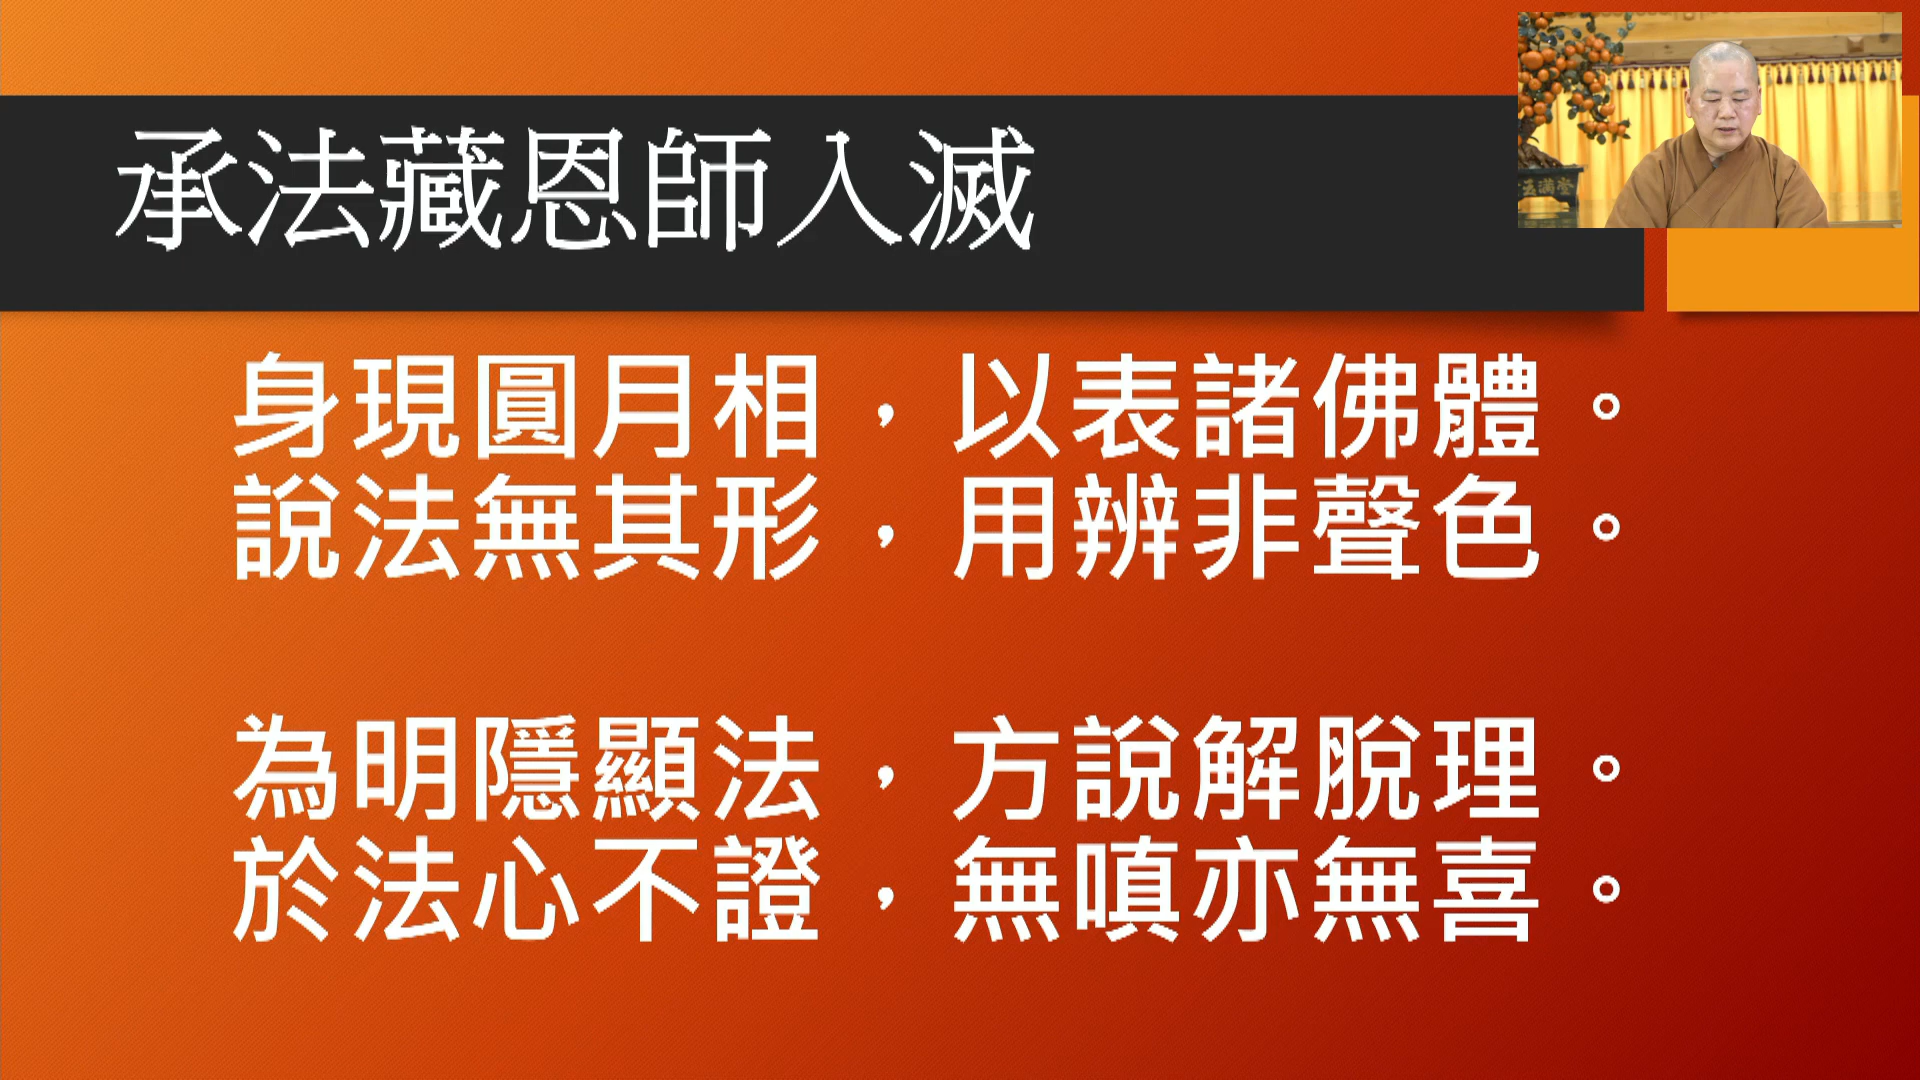 承法藏恩師入滅
身現圓月相，以表諸佛體。
說法無其形，用辨非聲色。
為明隱顯法，方說解脫理。
於法心不證，無嗔亦無喜。